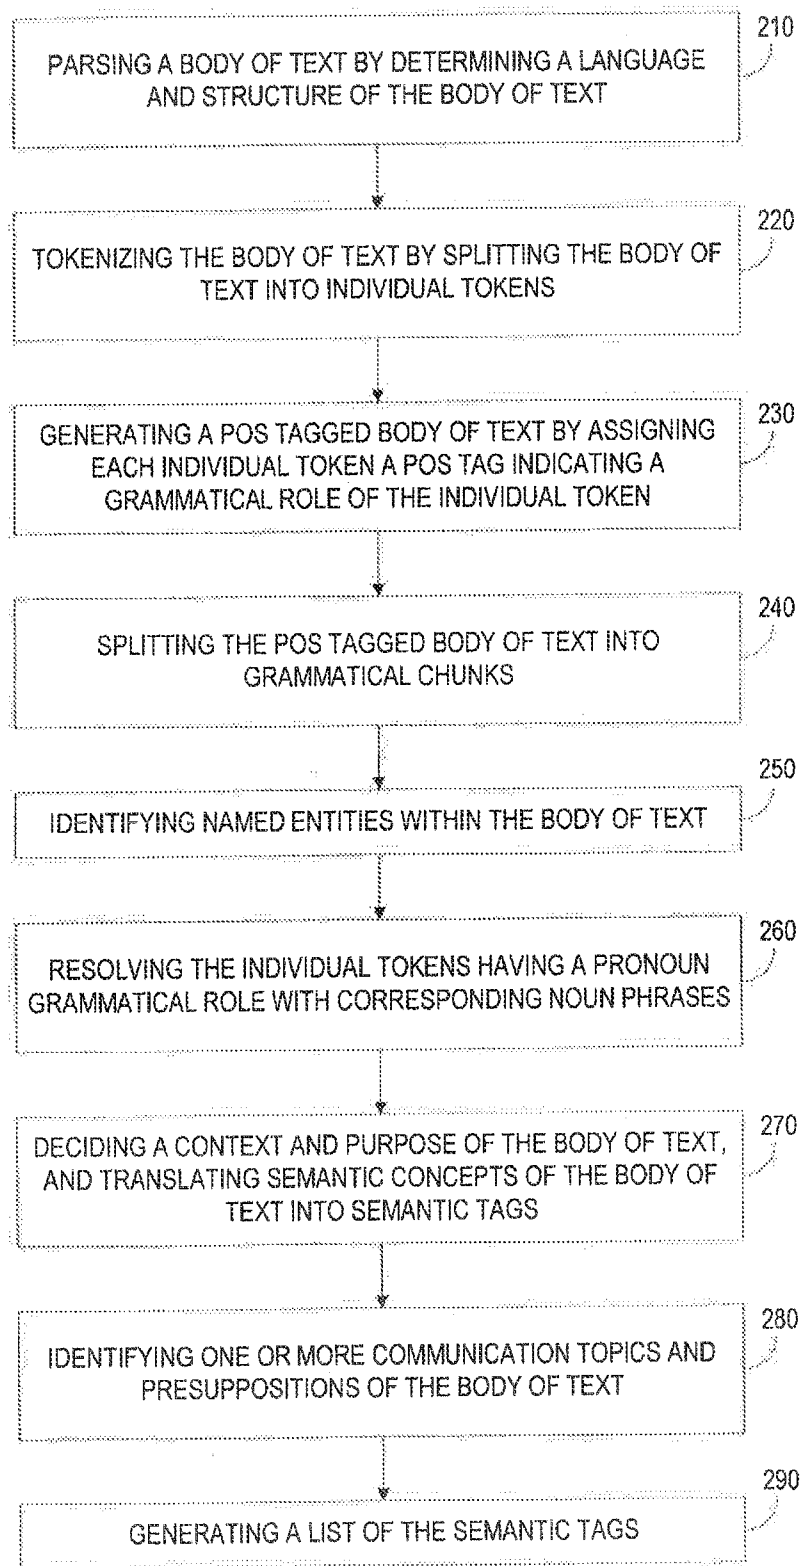 210
PARSING A BODY OF TEXT BY DETERMINING A LANGUAGE
AND STRUCTURE OF THE BODY OF TEXT
220
TOKENIZING THE BODY OF TEXT BY SPLITTING THE BODY OF
TEXT INTO INDIVIDUAL TOKENS
230
GENERATING A POS TAGGED BODY OF TEXT BY ASSIGNING
EACH INDIVIDUAL TOKEN A POS TAG INDICATING A
GRAMMATICAL ROLE OF THE INDIVIDUAL TOKEN
240
SPLITTING THE POS TAGGED BODY OF TEXT INTO
GRAMMATICAL CHUNKS
250
IDENTIFYING NAMED ENTITIES WITHIN THE BODY OF TEXT
260
RESOLVING THE INDIVIDUAL TOKENS HAVING A PRONOUN
GRAMMATICAL ROLE WITH CORRESPONDING NOUN PHRASES
270
DECIDING A CONTEXT AND PURPOSE OF THE BODY OF TEXT,
AND TRANSLATING SEMANTIC CONCEPTS OF THE BODY OF
TEXT INTO SEMANTIC TAGS
280
IDENTIFYING ONE OR MORE COMMUNICATION TOPICS AND
PRESUPPOSITIONS OF THE BODY OF TEXT
290
GENERATING A LIST OF THE SEMANTIC TAGS